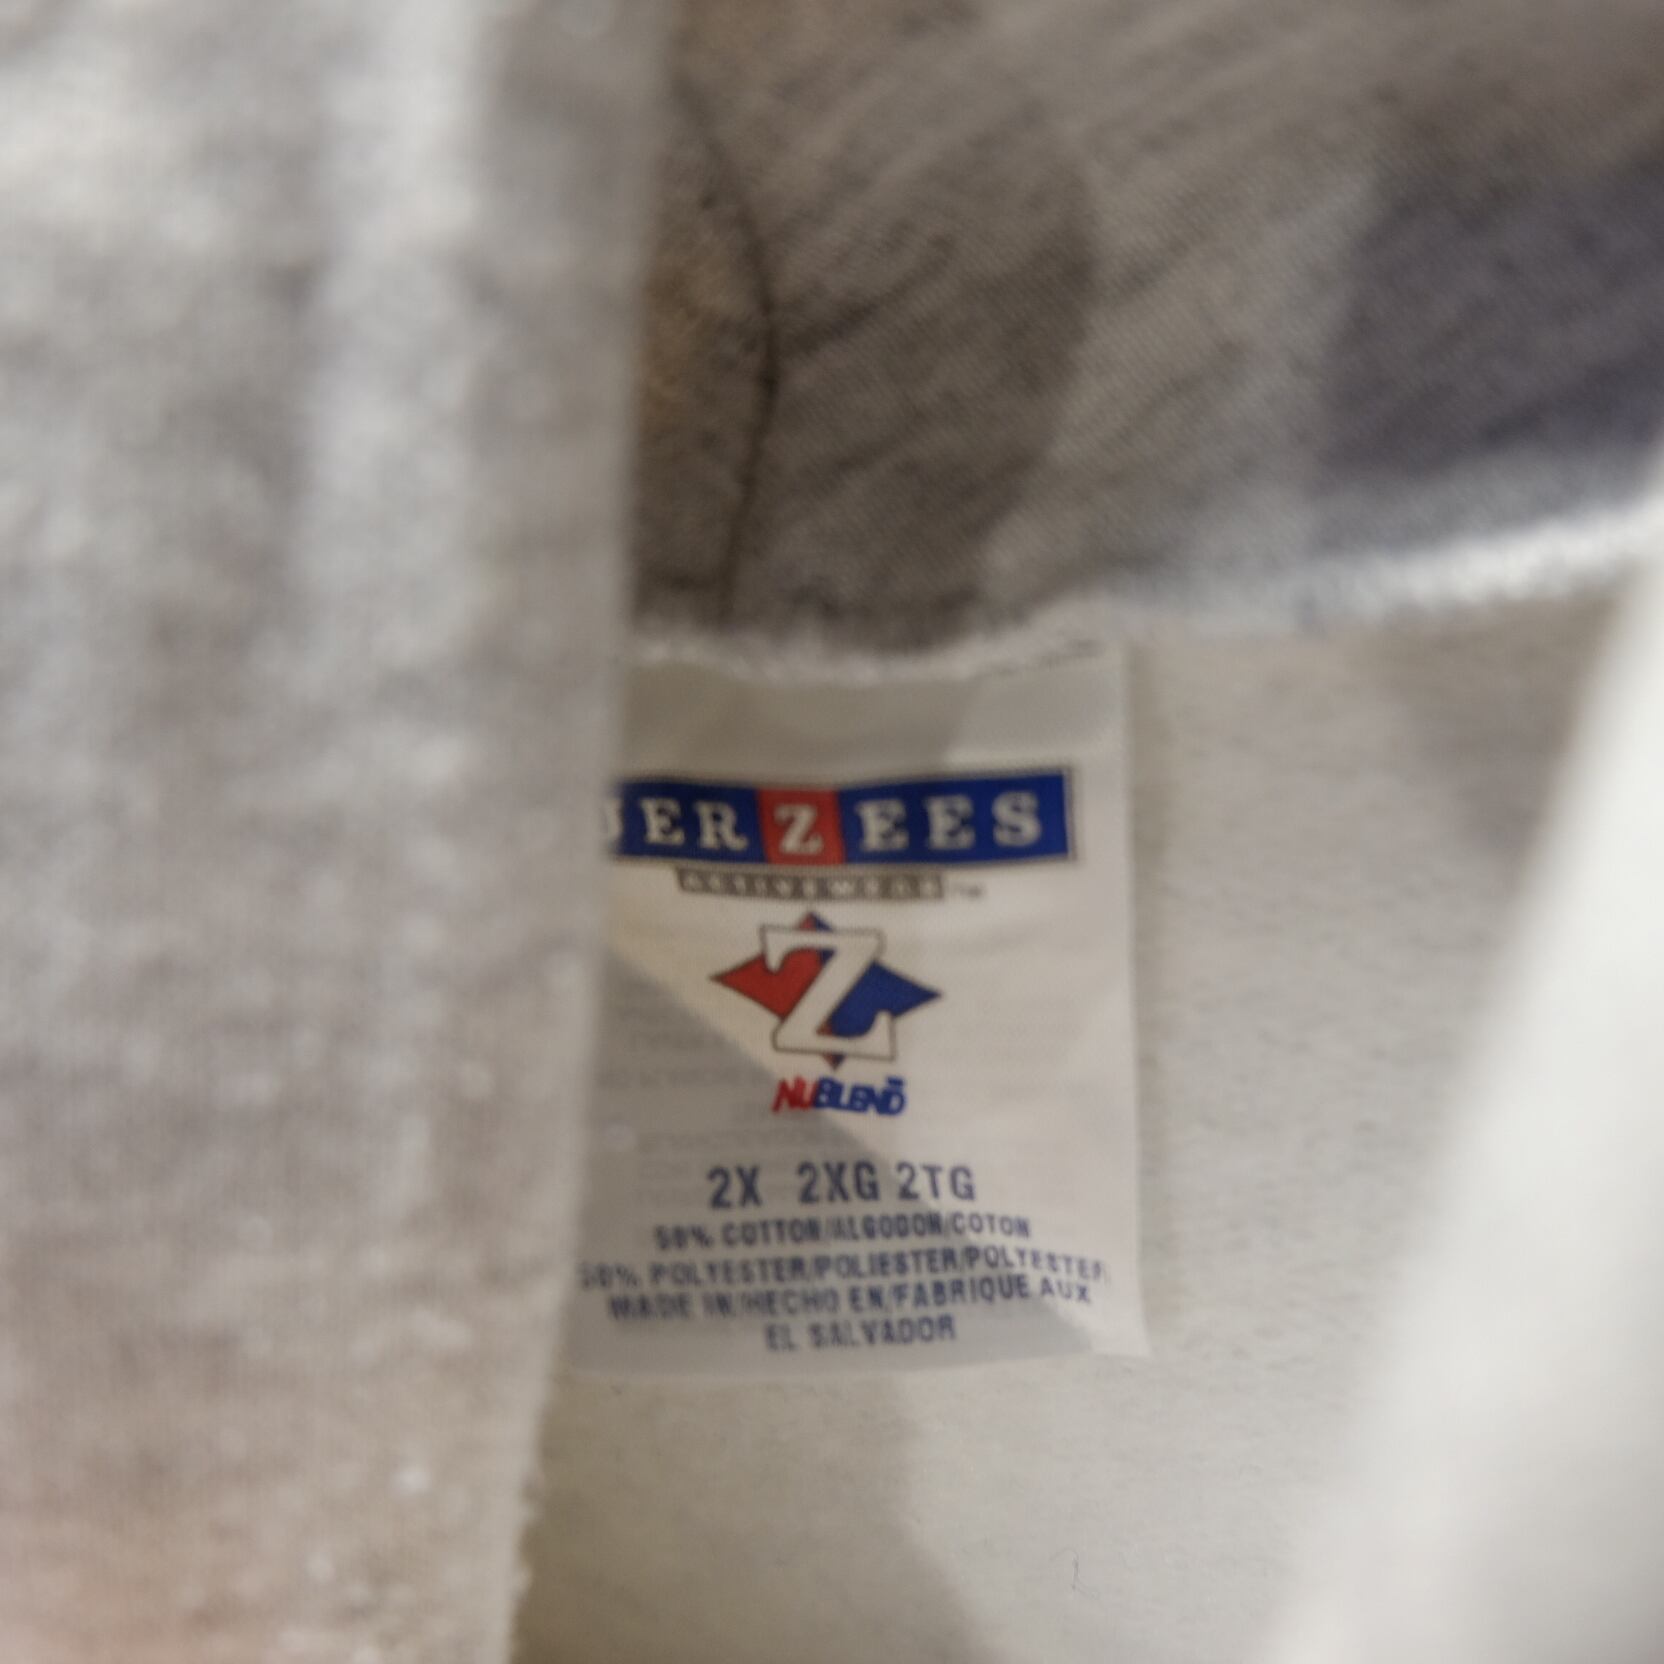 JERZEES
ACTIVEWEAR™
Z
NUBLEND
2X 2XG 2TG
50% COTTON/ALGODON/COTON
50% POLYESTER/POLIESTER/POLYESTER
MADE IN/HECHO EN/FABRIQUE AUX
EL SALVADOR